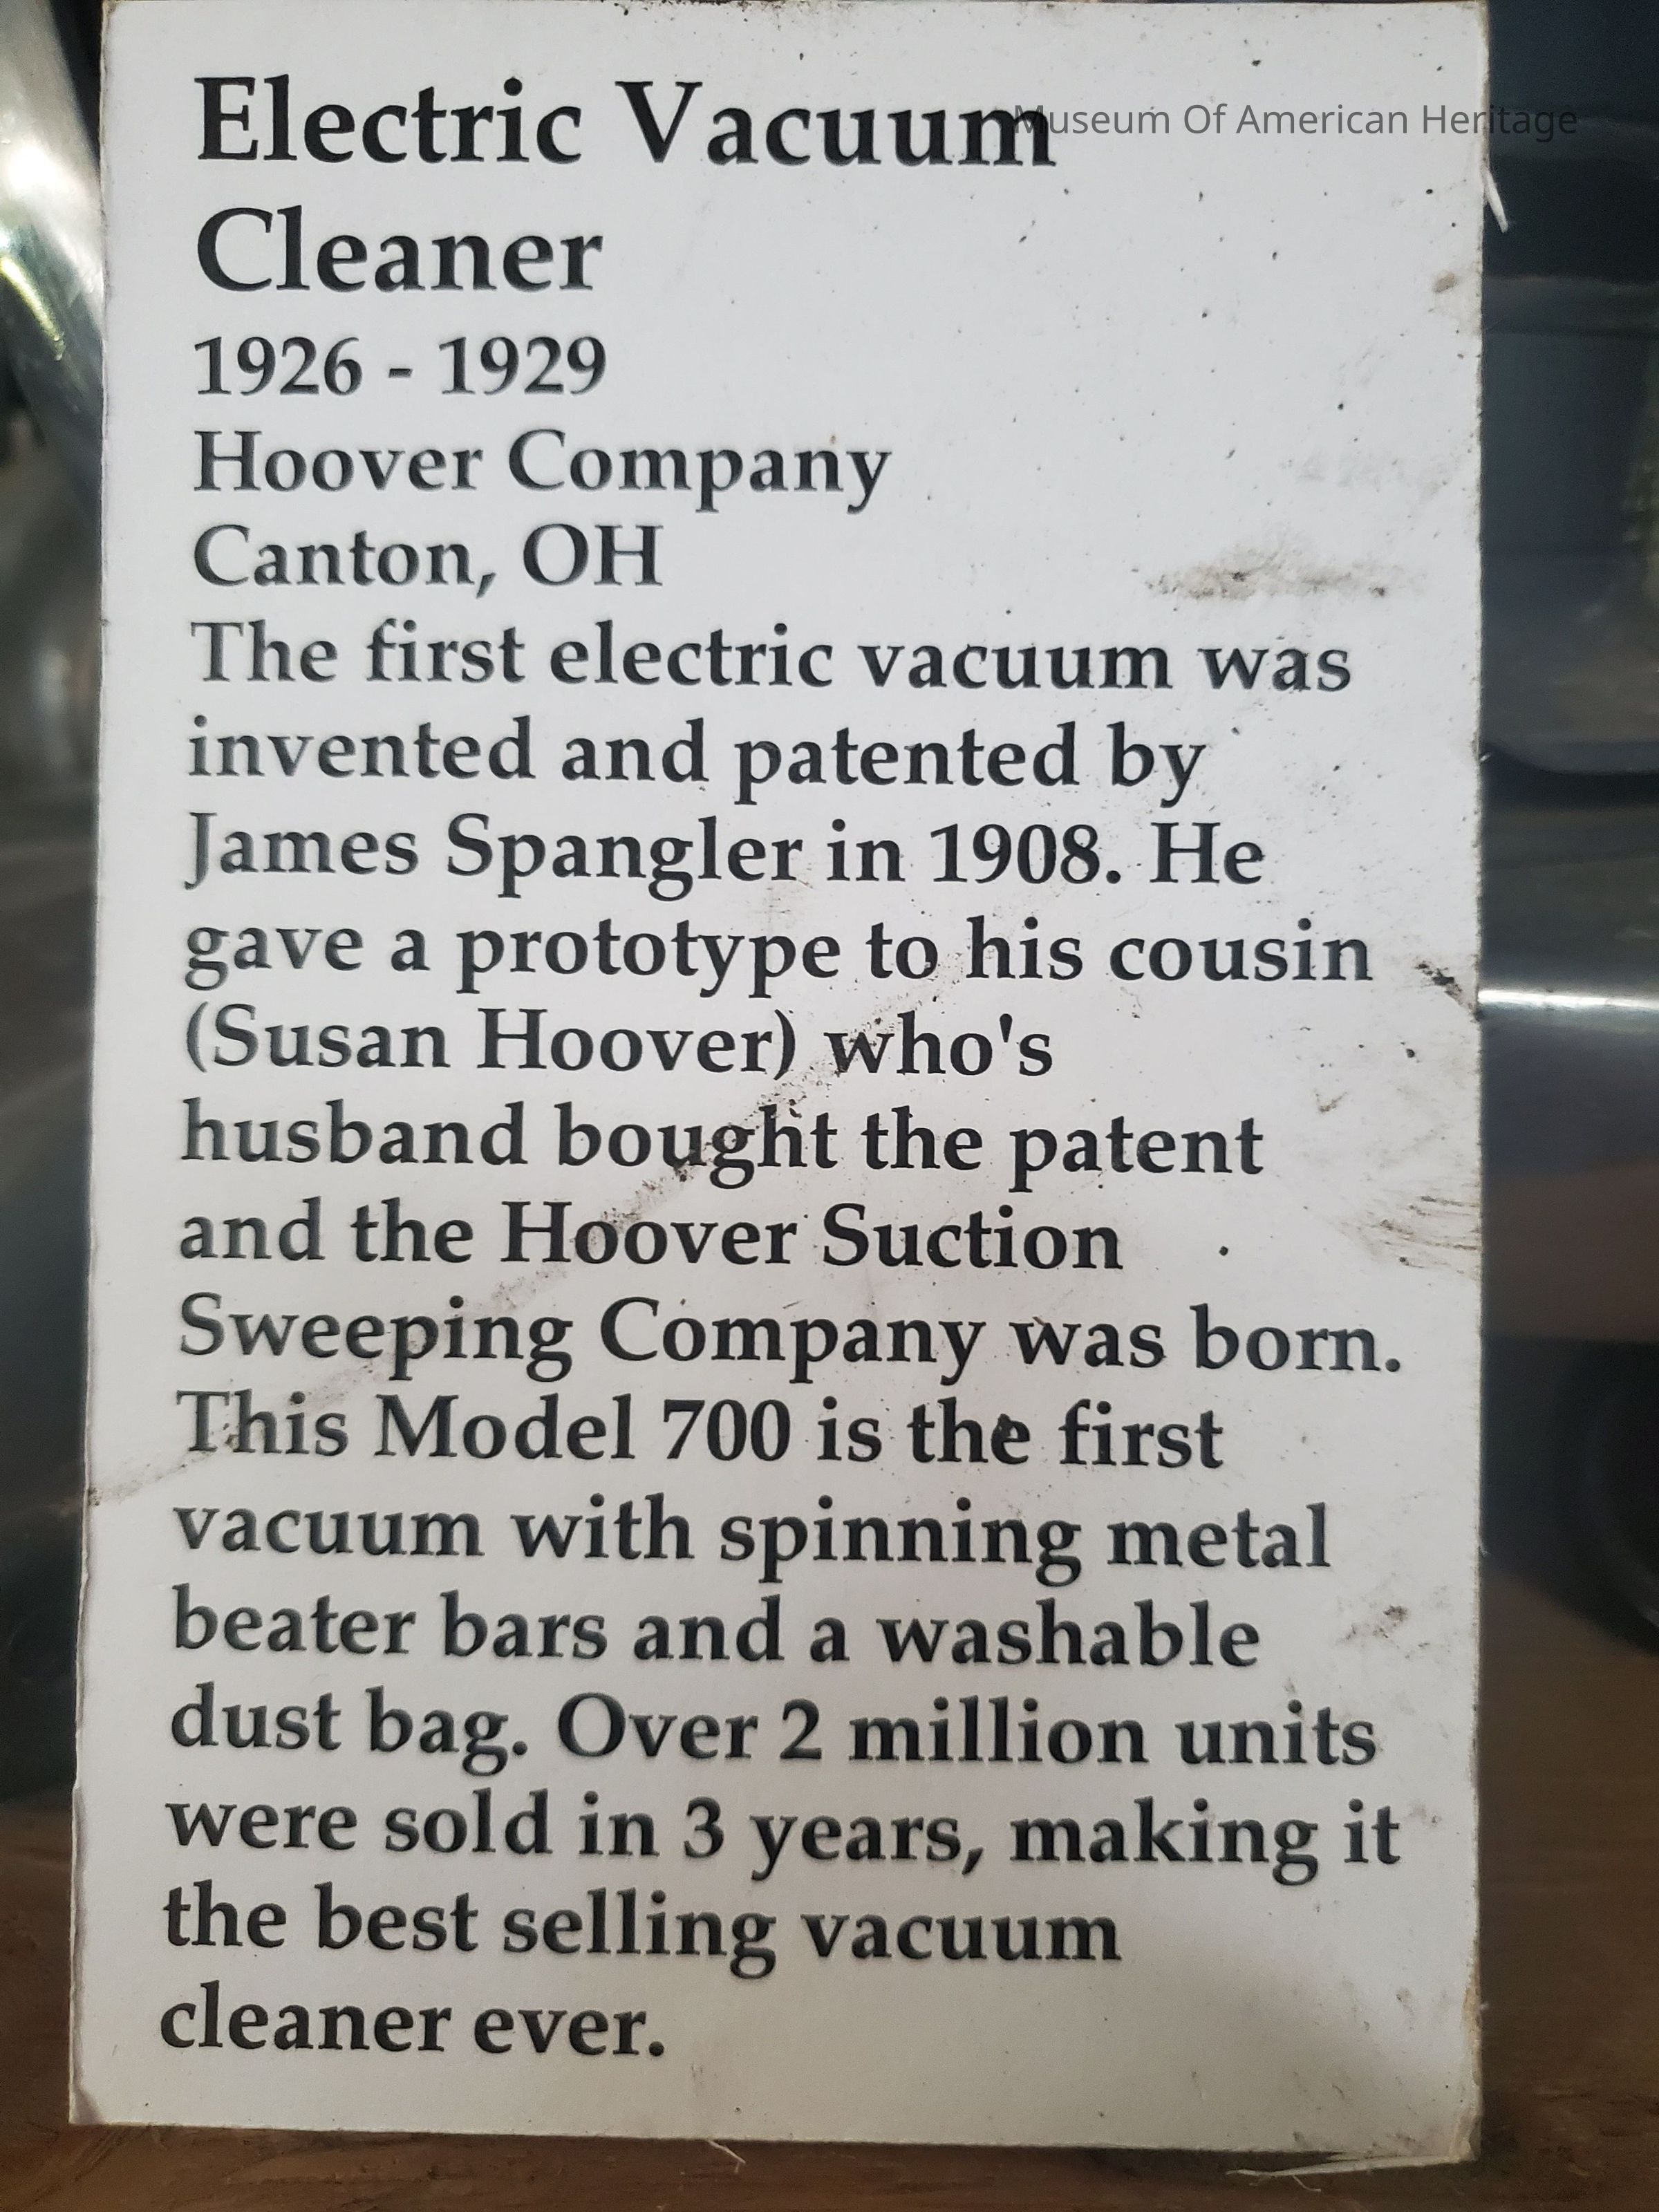 Museum Of American Heritage
Electric Vacuum
Cleaner
1926 - 1929
Hoover Company
Canton, OH
The first electric vacuum was
invented and patented by
James Spangler in 1908. He
gave a prototype to his cousin
(Susan Hoover) who's
husband bought the patent
and the Hoover Suction
Sweeping Company was born.
This Model 700 is the first
vacuum with spinning metal
beater bars and a washable
dust bag. Over 2 million units
were sold in 3 years, making it
the best selling vacuum
cleaner ever.